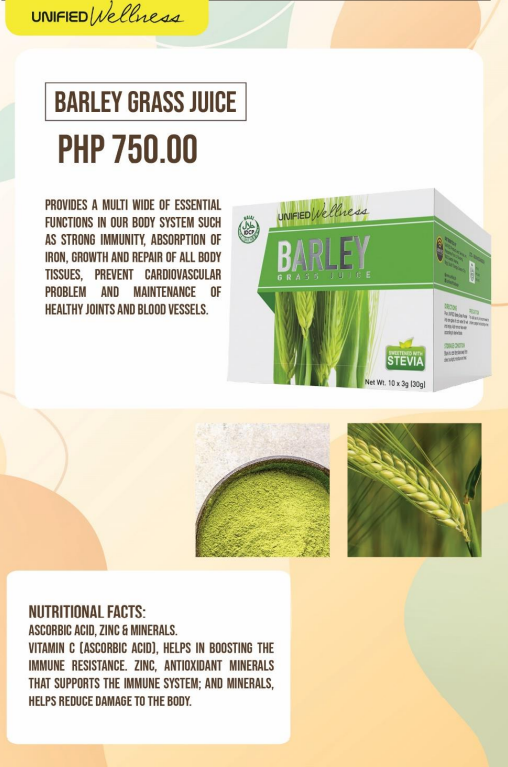 UNIFIED Wellness
BARLEY GRASS JUICE
PHP 750.00
PROVIDES A MULTI WIDE OF ESSENTIAL
FUNCTIONS IN OUR BODY SYSTEM SUCH
AS STRONG IMMUNITY, ABSORPTION OF
IRON, GROWTH AND REPAIR OF ALL BODY
TISSUES, PREVENT CARDIOVASCULAR
PROBLEM AND MAINTENANCE OF
HEALTHY JOINTS AND BLOOD VESSELS.
UNIFIED Wellness
BARLEY
GRASS JUICE
SWEETENED WITH
STEVIA
Net Wt. 10 x 3g (30g)
NUTRITIONAL FACTS:
ASCORBIC ACID, ZINC & MINERALS.
VITAMIN C (ASCORBIC ACID), HELPS IN BOOSTING THE
IMMUNE RESISTANCE. ZINC, ANTIOXIDANT MINERALS
THAT SUPPORTS THE IMMUNE SYSTEM; AND MINERALS,
HELPS REDUCE DAMAGE TO THE BODY.